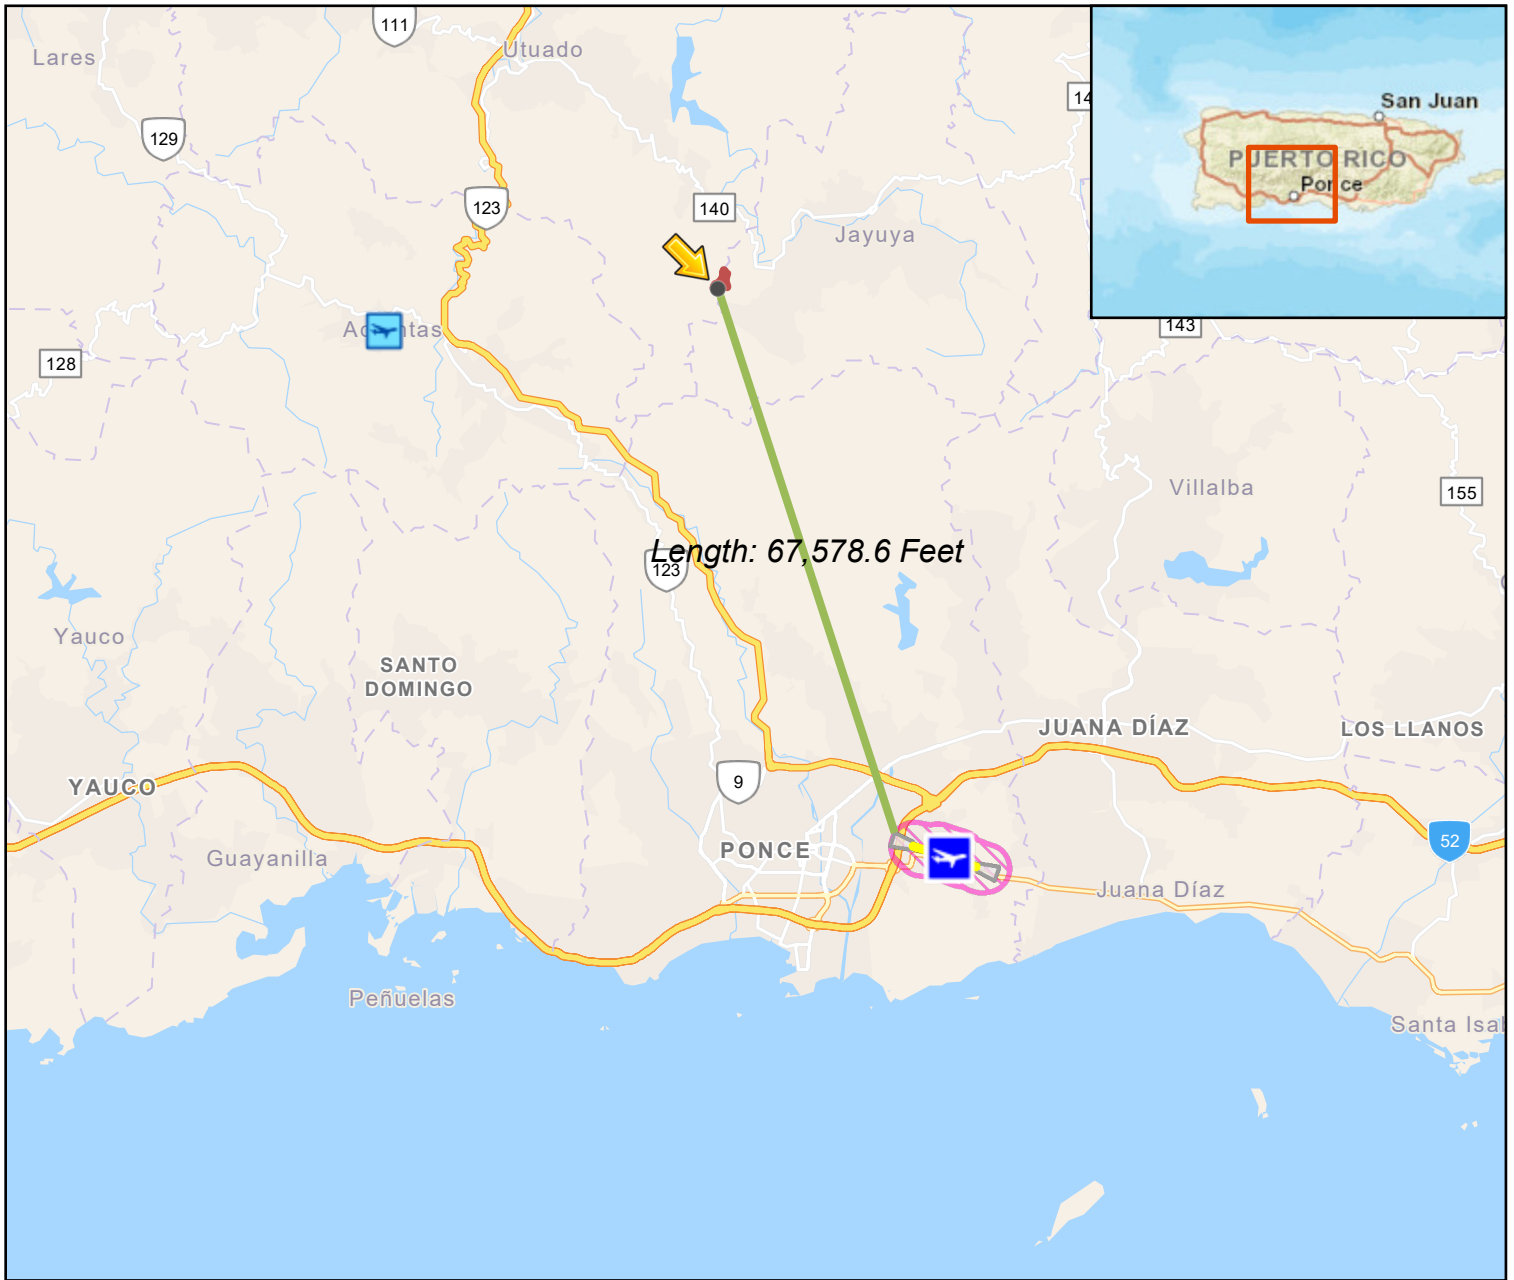 111
Utuado
Lares
San Juan
14
129
PUERTO RICO
Ponce
123
140
Jayuya
143
Adjuntas
128
Villalba
155
Length: 67,578.6 Feet
123
Yauco
SANTO
DOMINGO
JUANA DÍAZ
LOS LLANOS
9
YAUCO
52
PONCE
Guayanilla
Juana Díaz
Peñuelas
Santa Isab